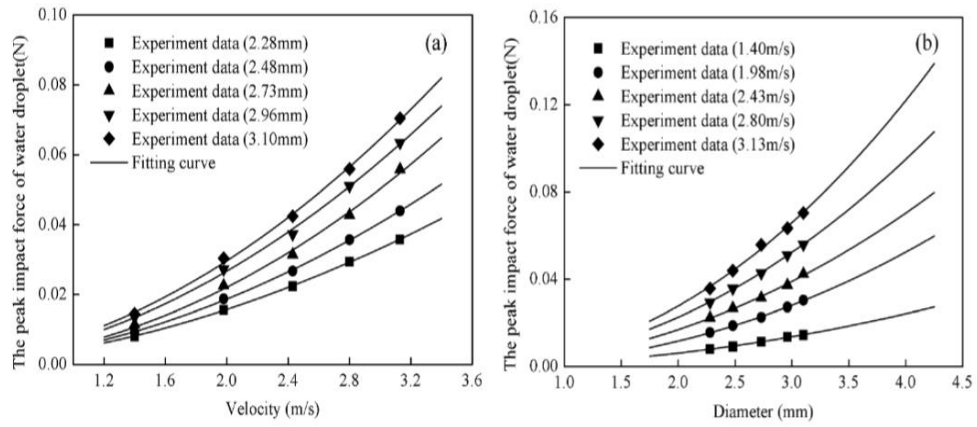 The peak impact force of water droplet(N)
0.10
0.08
0.06
0.04
0.02
0.00
(a)
Experiment data (2.28mm)
Experiment data (2.48mm)
Experiment data (2.73mm)
Experiment data (2.96mm)
Experiment data (3.10mm)
Fitting curve
1.2 1.6 2.0 2.4 2.8 3.2 3.6
Velocity (m/s)
The peak impact force of water droplet(N)
0.16
0.12
0.08
0.04
0.00
(b)
Experiment data (1.40m/s)
Experiment data (1.98m/s)
Experiment data (2.43m/s)
Experiment data (2.80m/s)
Experiment data (3.13m/s)
Fitting curve
1.0 1.5 2.0 2.5 3.0 3.5 4.0 4.5
Diameter (mm)